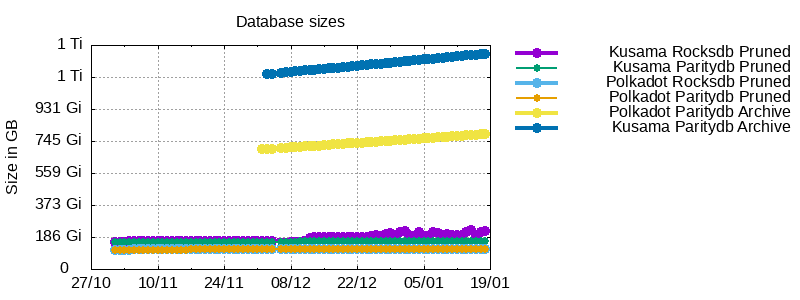 Database sizes
1 Ti
1 Ti
931 Gi
745 Gi
559 Gi
373 Gi
186 Gi
0
Size in GB
27/10
10/11
24/11
08/12
22/12
05/01
19/01
Kusama Rocksdb Pruned
Kusama Paritydb Pruned
Polkadot Rocksdb Pruned
Polkadot Paritydb Pruned
Polkadot Paritydb Archive
Kusama Paritydb Archive